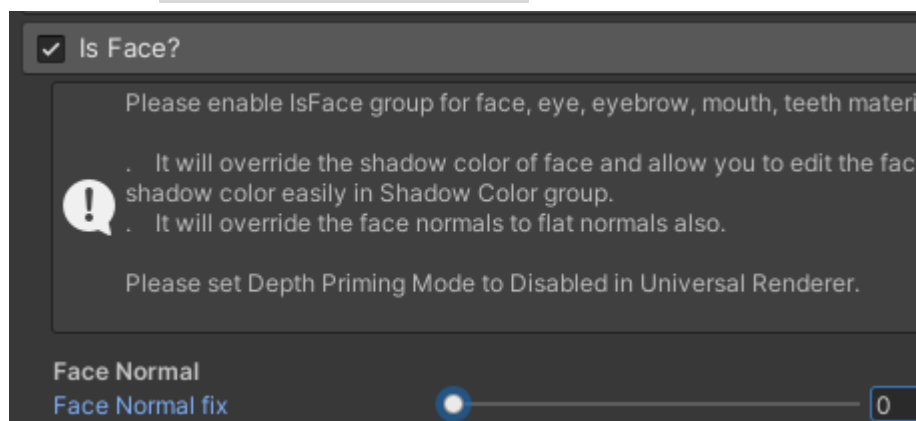 Is Face?
Please enable IsFace group for face, eye, eyebrow, mouth, teeth materi
. It will override the shadow color of face and allow you to edit the fac
shadow color easily in Shadow Color group.
. It will override the face normals to flat normals also.
Please set Depth Priming Mode to Disabled in Universal Renderer.
Face Normal
Face Normal fix 0